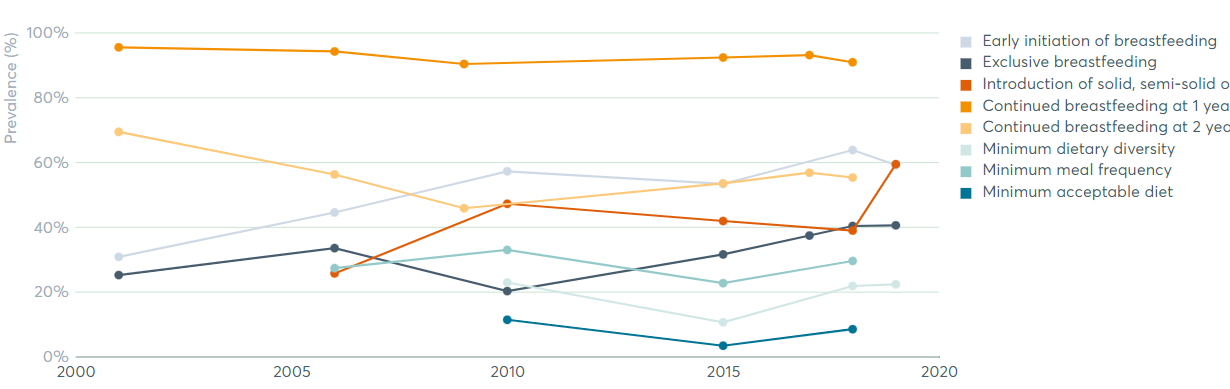 Prevalence (%)
100%
80%
60%
40%
20%
0%
2000
2005
2010
2015
2020
Early initiation of breastfeeding
Exclusive breastfeeding
Introduction of solid, semi-solid o
Continued breastfeeding at 1 yea
Continued breastfeeding at 2 yea
Minimum dietary diversity
Minimum meal frequency
Minimum acceptable diet